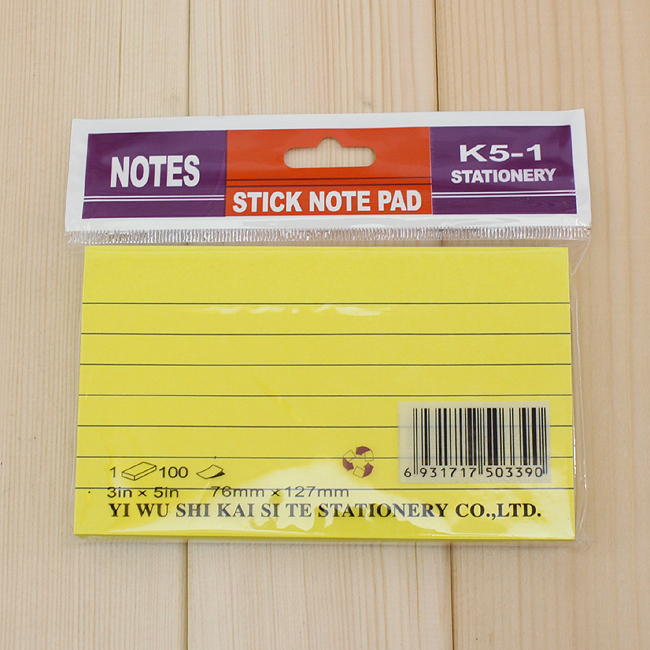 NOTES
STICK NOTE PAD
K5-1
STATIONERY
6 931717 503390
1 100
3in × 5in 76mm × 127mm
YI WU SHI KAI SI TE STATIONERY CO.,LTD.